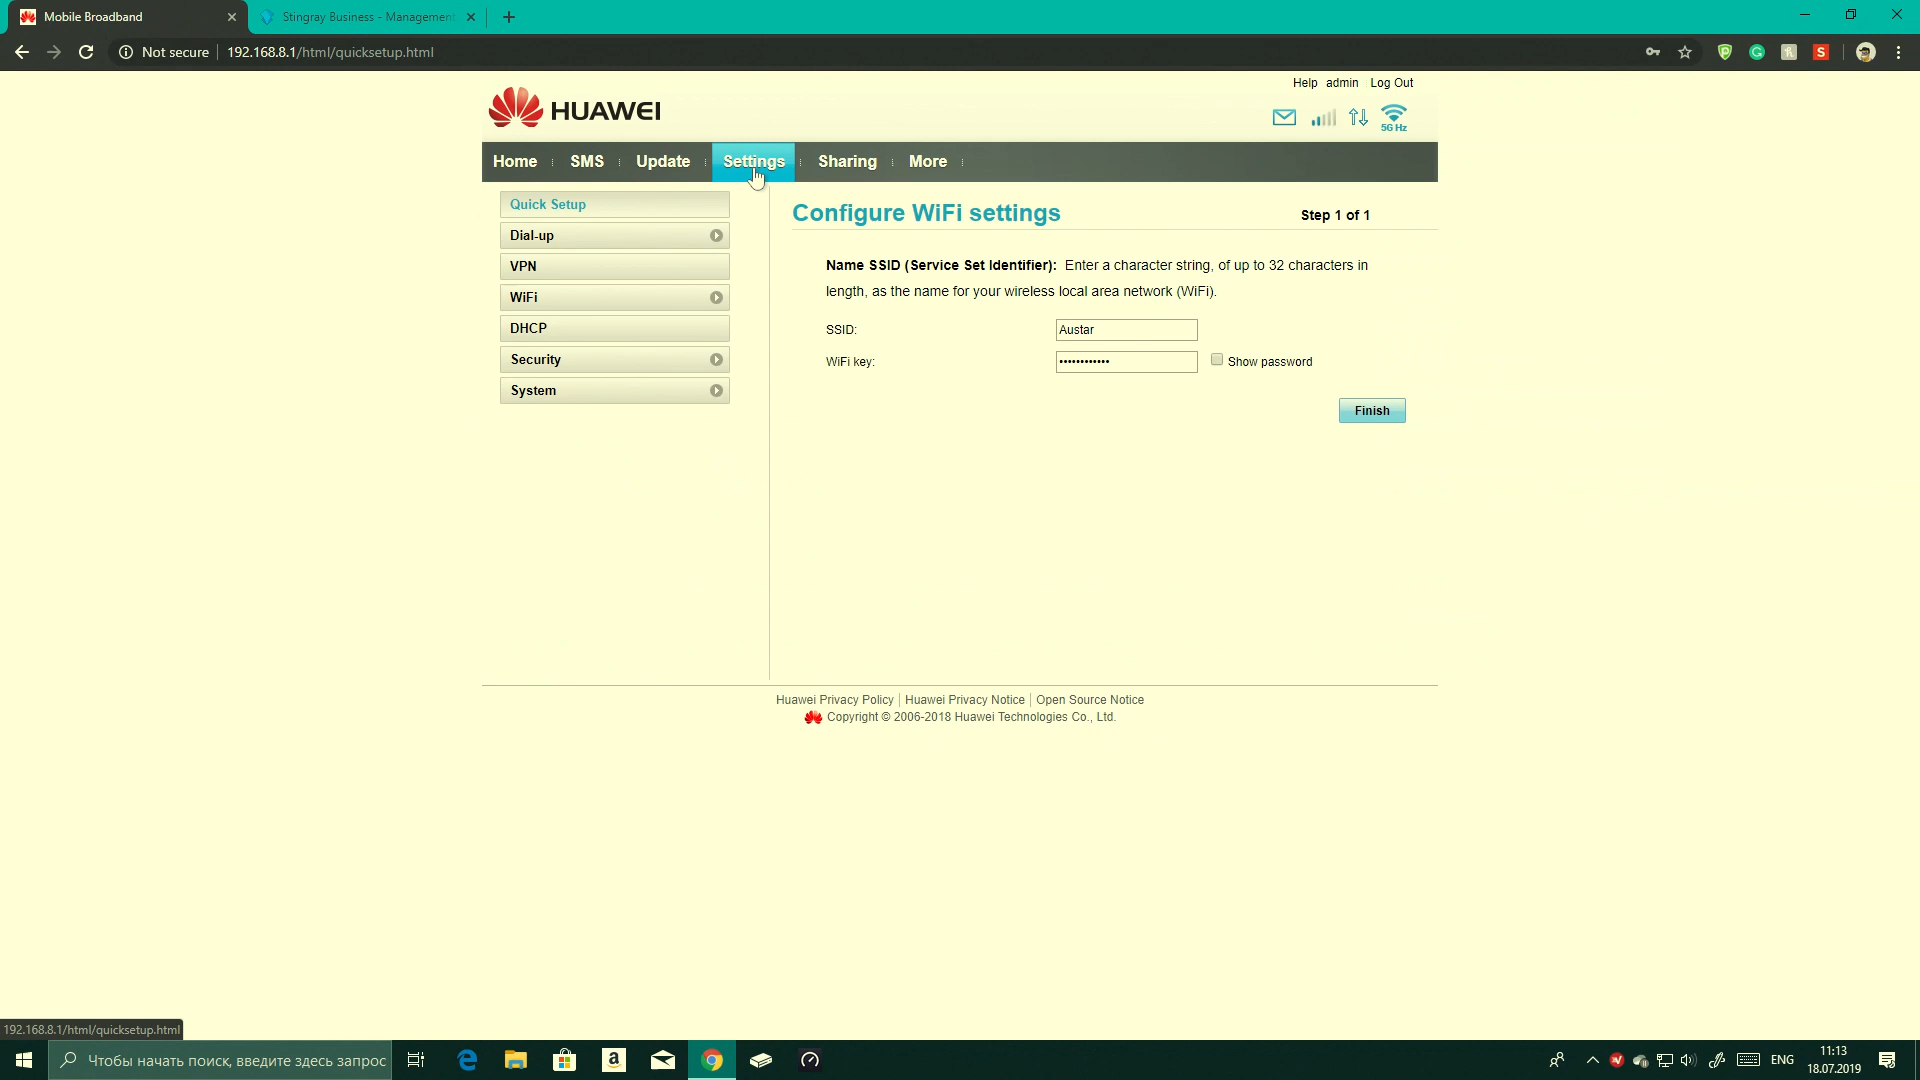 Mobile Broadband
Stingray Business - Management
Not secure
192.168.8.1/html/quicksetup.html
Help admin Log Out
HUAWEI
5G Hz
Home SMS Update Settings Sharing More
Quick Setup
Dial-up
VPN
WiFi
DHCP
Security
System
Configure WiFi settings
Step 1 of 1
Name SSID (Service Set Identifier): Enter a character string, of up to 32 characters in
length, as the name for your wireless local area network (WiFi).
SSID: Austar
WiFi key: •••••••••••• Show password
Finish
Huawei Privacy Policy | Huawei Privacy Notice | Open Source Notice
Copyright © 2006-2018 Huawei Technologies Co., Ltd.
192.168.8.1/html/quicksetup.html
Чтобы начать поиск, введите здесь запрос
ENG
11:13
18.07.2019